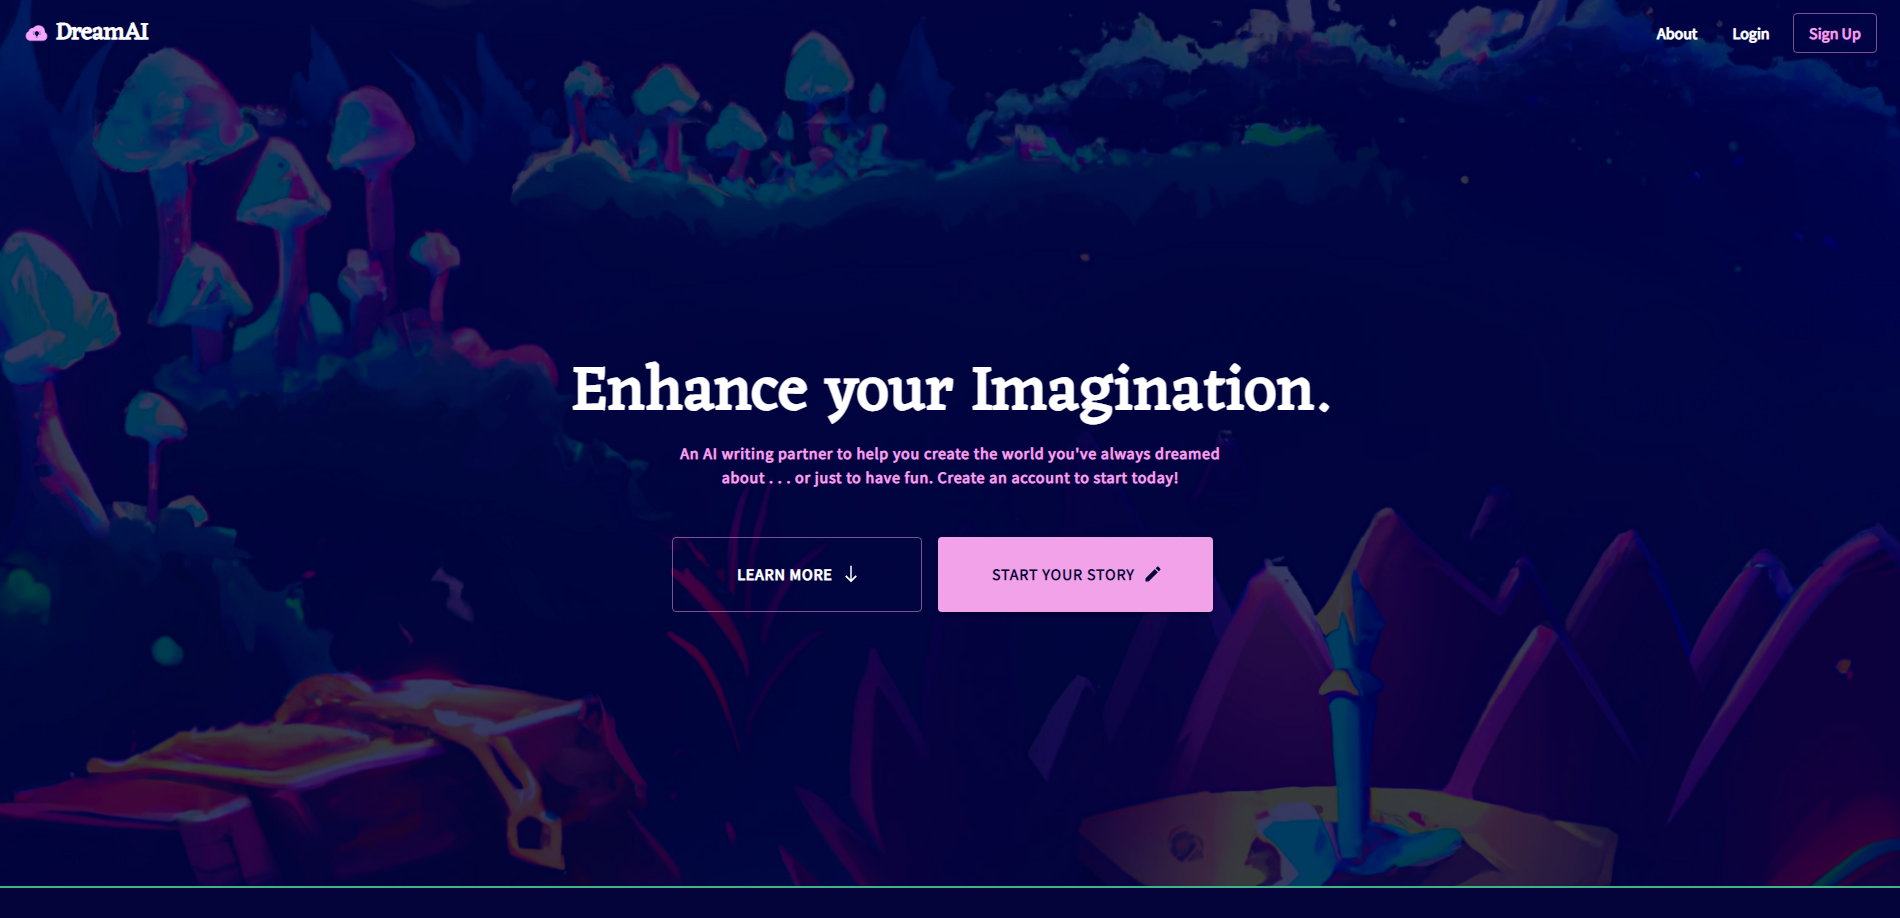 DreamAI
About
Login
Sign Up
Enhance your Imagination.
An AI writing partner to help you create the world you've always dreamed
about . . . or just to have fun. Create an account to start today!
LEARN MORE
START YOUR STORY